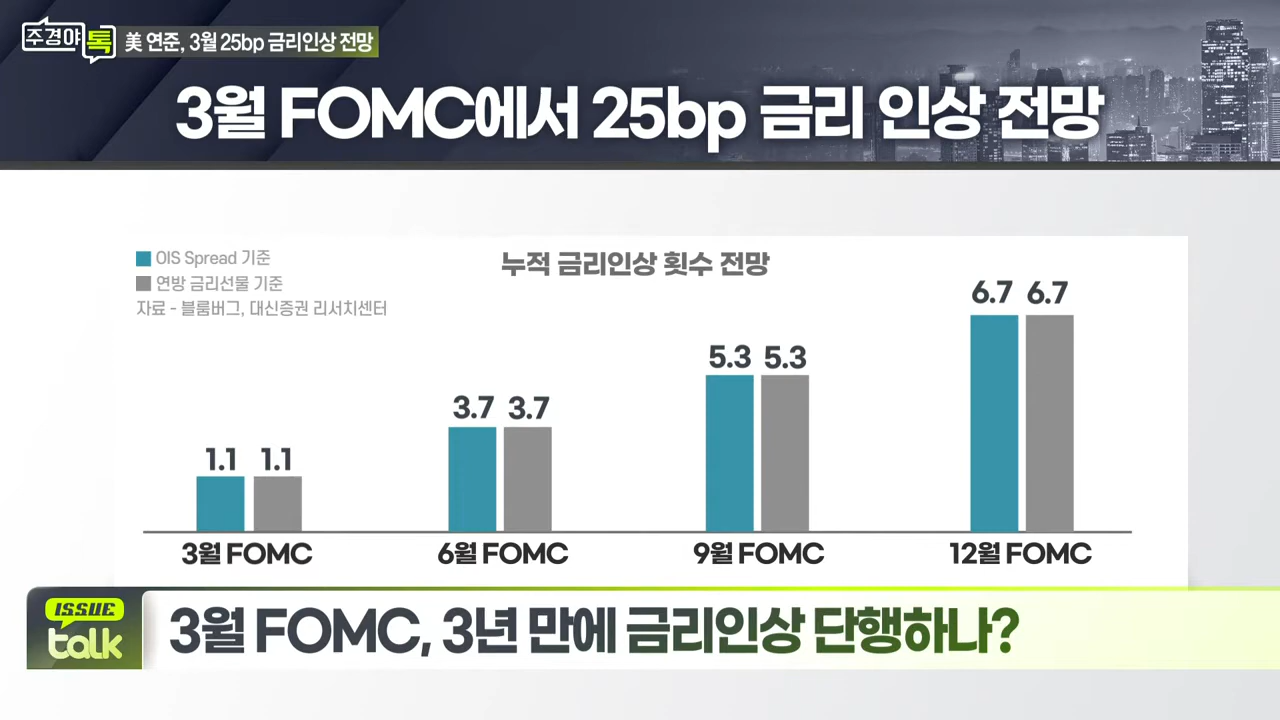 주경야톡
美 연준, 3월 25bp 금리인상 전망
3월 FOMC에서 25bp 금리 인상 전망
누적 금리인상 횟수 전망
OIS Spread 기준
연방 금리선물 기준
자료 - 블룸버그, 대신증권 리서치센터
1.1 1.1
3.7 3.7
5.3 5.3
6.7 6.7
3월 FOMC
6월 FOMC
9월 FOMC
12월 FOMC
ISSUE
talk
3월 FOMC, 3년 만에 금리인상 단행하나?